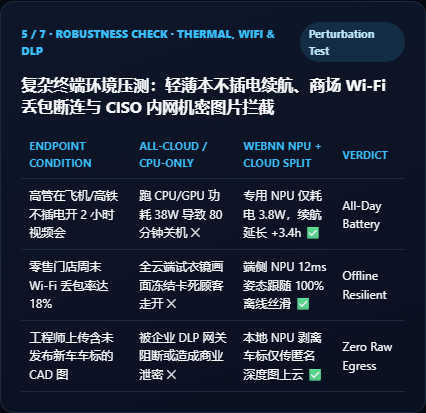 5 / 7 · ROBUSTNESS CHECK · THERMAL, WIFI &
DLP
Perturbation
Test
复杂终端环境压测：轻薄本不插电续航、商场 Wi-Fi
丢包断连与 CISO 内网机密图片拦截
ENDPOINT
CONDITION
ALL-CLOUD /
CPU-ONLY
WEBNN NPU +
CLOUD SPLIT
VERDICT
高管在飞机/高铁
不插电开 2 小时
视频会
跑 CPU/GPU 功
耗 38W 导致 80
分钟关机 ❌
专用 NPU 仅耗
电 3.8W，续航
延长 +3.4h ✅
All-Day
Battery
零售门店周末
Wi-Fi 丢包率达
18%
全云端试衣镜画
面冻结卡死顾客
走开 ❌
端侧 NPU 12ms
姿态跟随 100%
离线丝滑 ✅
Offline
Resilient
工程师上传含未
发布新车车标的
CAD 图
被企业 DLP 网关
阻断或造成商业
泄密 ❌
本地 NPU 剥离
车标仅传匿名
深度图上云 ✅
Zero Raw
Egress